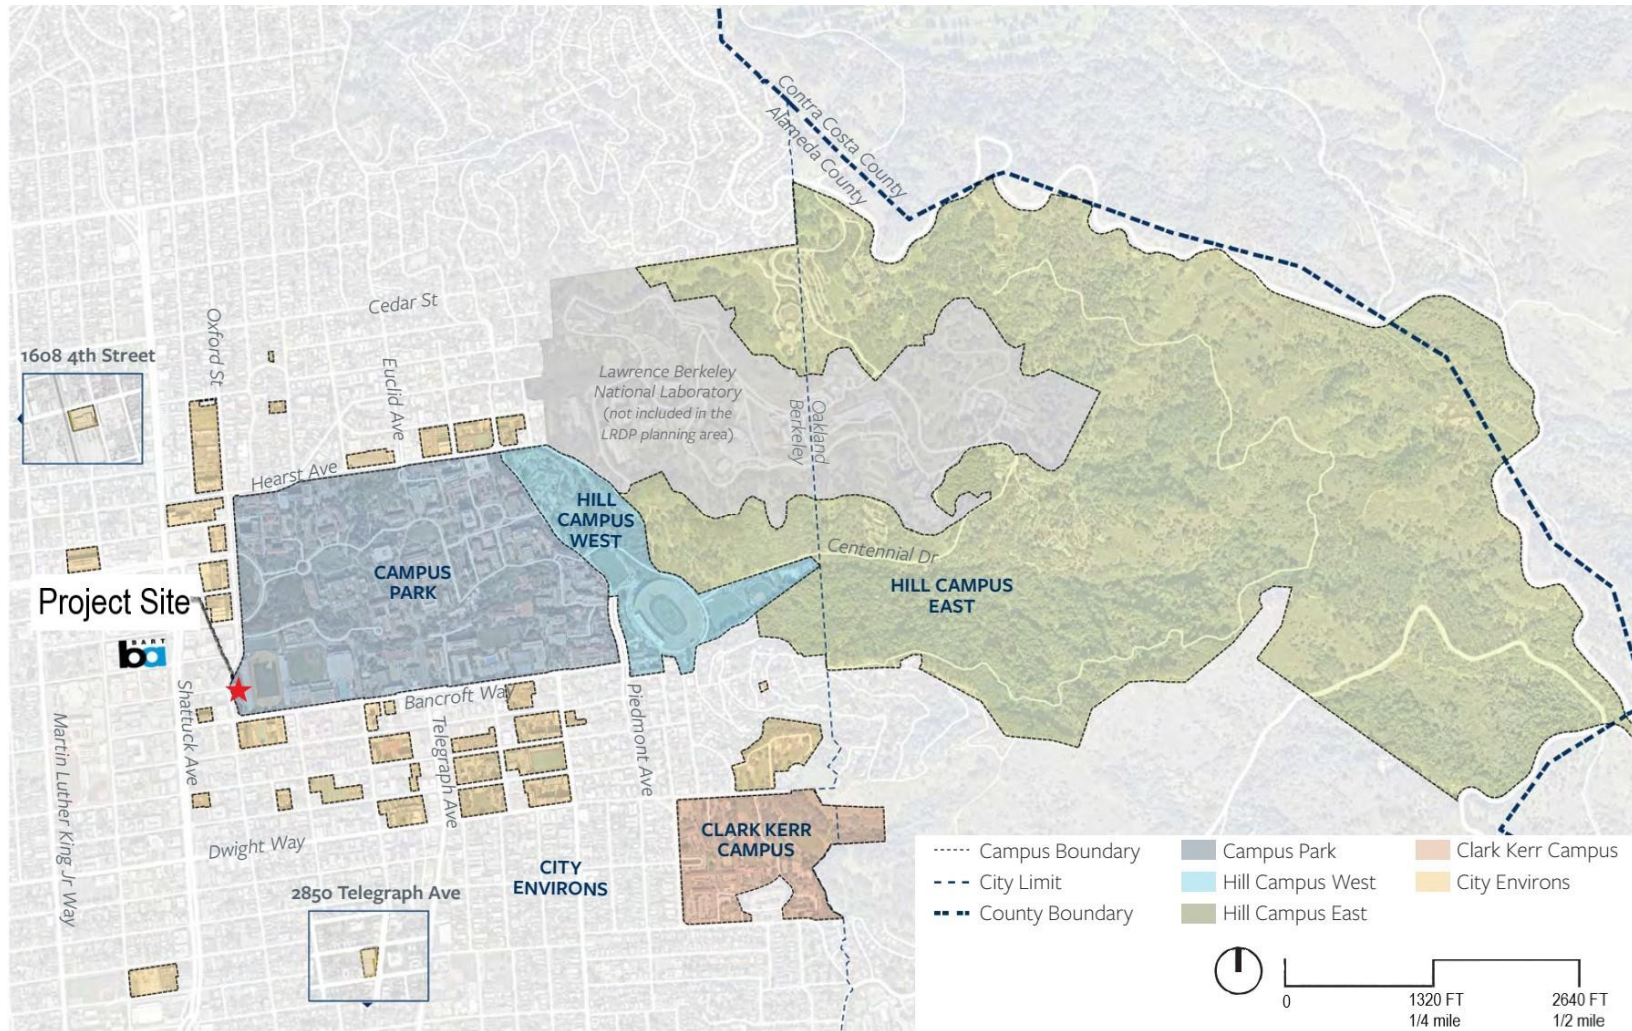 Contra Costa County
Alameda County
Cedar St
Oxford St
1608 4th Street
Euclid Ave
Lawrence Berkeley
National Laboratory
(not included in the
LRDP planning area)
Oakland
Berkeley
Hearst Ave
HILL
CAMPUS
WEST
Centennial Dr
CAMPUS
PARK
HILL CAMPUS
EAST
Project Site
BART
ba
Bancroft Way
Shattuck Ave
Martin Luther King Jr Way
Telegraph Ave
Piedmont Ave
Dwight Way
CLARK KERR
CAMPUS
CITY
ENVIRONS
2850 Telegraph Ave
Campus Boundary
City Limit
County Boundary
Campus Park
Hill Campus West
Hill Campus East
Clark Kerr Campus
City Environs
0
1320 FT
1/4 mile
2640 FT
1/2 mile